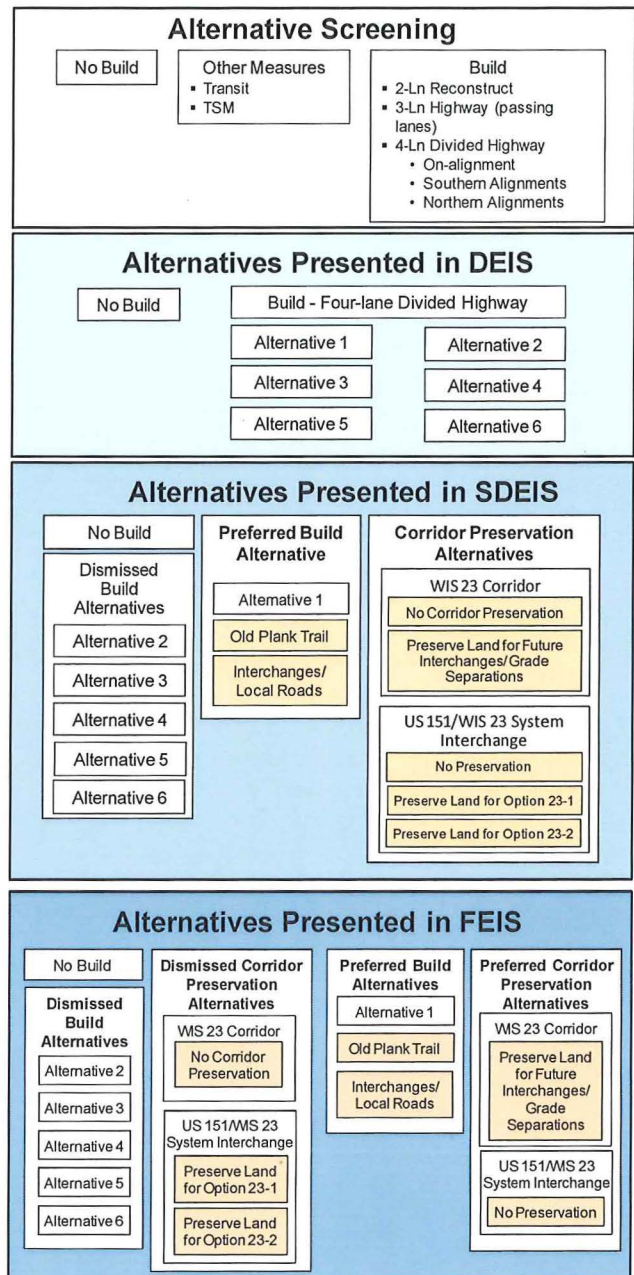 Alternative Screening
No Build
Other Measures
▪ Transit
▪ TSM
Build
▪ 2-Ln Reconstruct
▪ 3-Ln Highway (passing
lanes)
▪ 4-Ln Divided Highway
• On-alignment
• Southern Alignments
• Northern Alignments
Alternatives Presented in DEIS
No Build
Build - Four-lane Divided Highway
Alternative 1
Alternative 2
Alternative 3
Alternative 4
Alternative 5
Alternative 6
Alternatives Presented in SDEIS
No Build
Dismissed
Build
Alternatives
Alternative 2
Alternative 3
Alternative 4
Alternative 5
Alternative 6
Preferred Build
Alternative
Alternative 1
Old Plank Trail
Interchanges/
Local Roads
Corridor Preservation
Alternatives
WIS 23 Corridor
No Corridor Preservation
Preserve Land for Future
Interchanges/Grade
Separations
US 151/WIS 23 System
Interchange
No Preservation
Preserve Land for Option 23-1
Preserve Land for Option 23-2
Alternatives Presented in FEIS
No Build
Dismissed
Build
Alternatives
Alternative 2
Alternative 3
Alternative 4
Alternative 5
Alternative 6
Dismissed Corridor
Preservation
Alternatives
WIS 23 Corridor
No Corridor
Preservation
US 151/WIS 23
System Interchange
Preserve Land
for Option 23-1
Preserve Land
for Option 23-2
Preferred Build
Alternatives
Alternative 1
Old Plank Trail
Interchanges/
Local Roads
Preferred Corridor
Preservation
Alternatives
WIS 23 Corridor
Preserve Land
for Future
Interchanges/
Grade
Separations
US 151/WIS 23
System Interchange
No Preservation